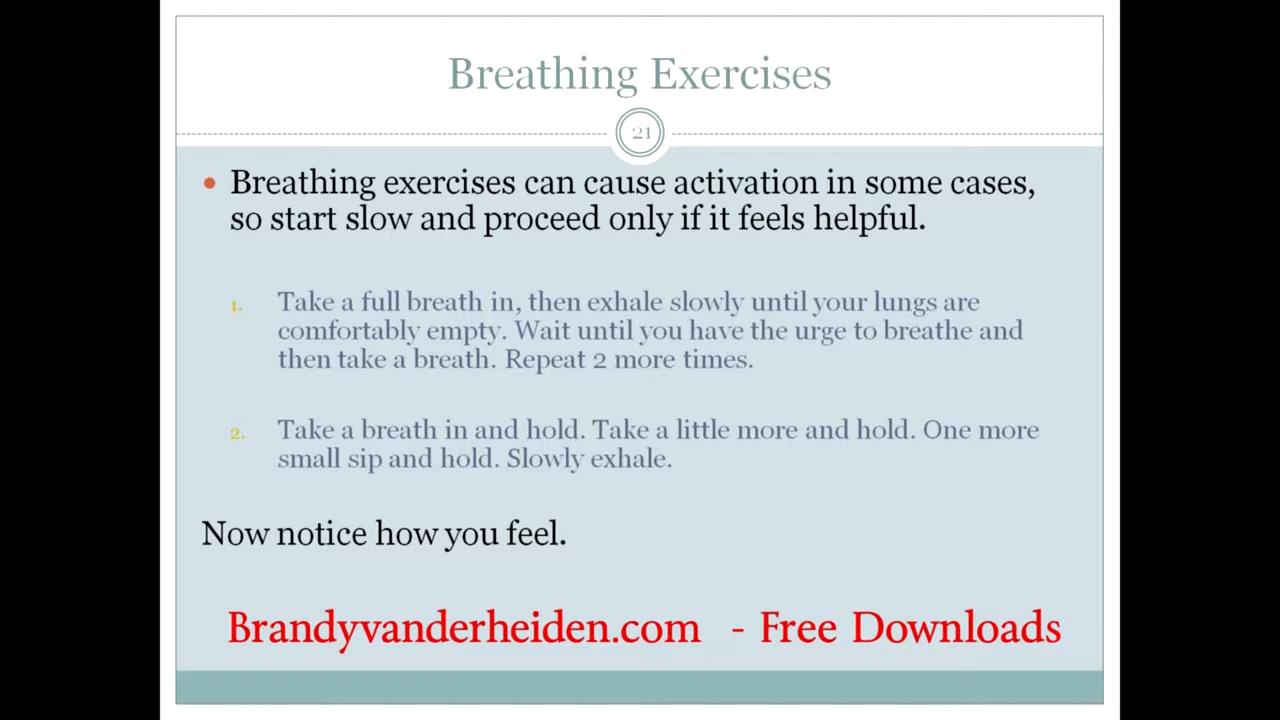 Breathing Exercises
21
• Breathing exercises can cause activation in some cases,
so start slow and proceed only if it feels helpful.
1. Take a full breath in, then exhale slowly until your lungs are
comfortably empty. Wait until you have the urge to breathe and
then take a breath. Repeat 2 more times.
2. Take a breath in and hold. Take a little more and hold. One more
small sip and hold. Slowly exhale.
Now notice how you feel.
Brandyvanderheiden.com - Free Downloads